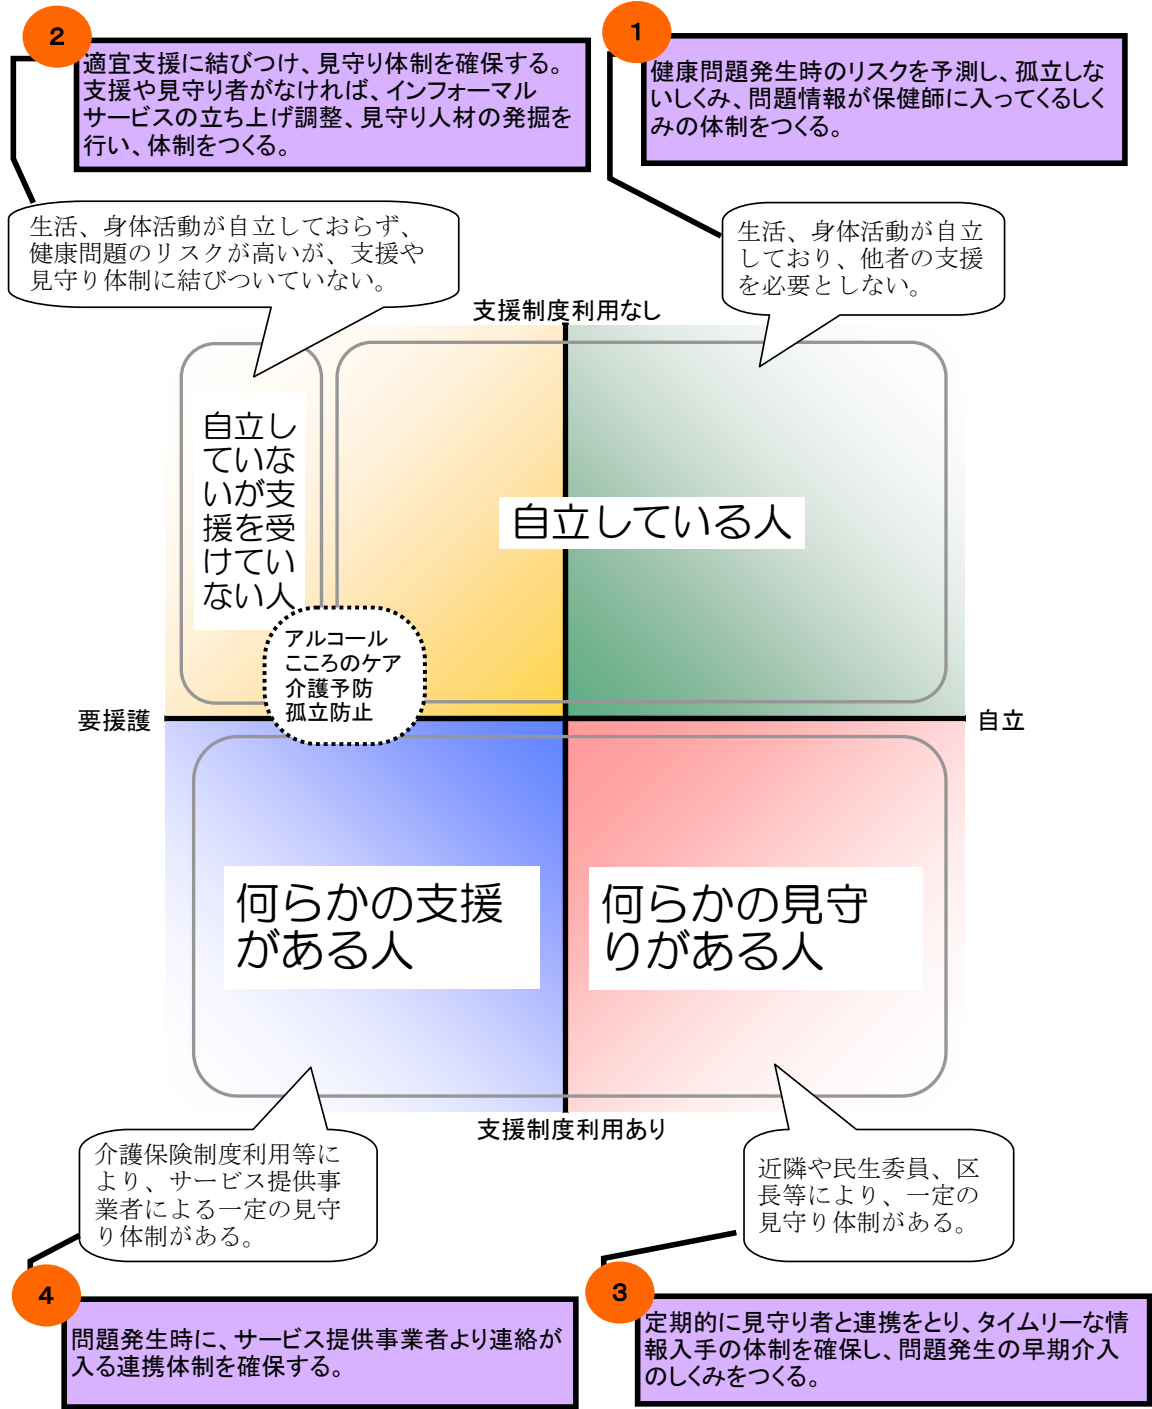 2
適宜支援に結びつけ、見守り体制を確保する。
支援や見守り者がなければ、インフォーマル
サービスの立ち上げ調整、見守り人材の発掘を
行い、体制をつくる。
1
健康問題発生時のリスクを予測し、孤立しな
いしくみ、問題情報が保健師に入ってくるしく
みの体制をつくる。
生活、身体活動が自立しておらず、
健康問題のリスクが高いが、支援や
見守り体制に結びついていない。
生活、身体活動が自立
しており、他者の支援
を必要としない。
支援制度利用なし
自立し
ていな
いが支
援を受
けてい
ない人
自立している人
アルコール
こころのケア
介護予防
孤立防止
要援護
自立
何らかの支援
がある人
何らかの見守
りがある人
支援制度利用あり
介護保険制度利用等に
より、サービス提供事
業者による一定の見守
り体制がある。
近隣や民生委員、区
長等により、一定の
見守り体制がある。
4
問題発生時に、サービス提供事業者より連絡が
入る連携体制を確保する。
3
定期的に見守り者と連携をとり、タイムリーな情
報入手の体制を確保し、問題発生の早期介入
のしくみをつくる。